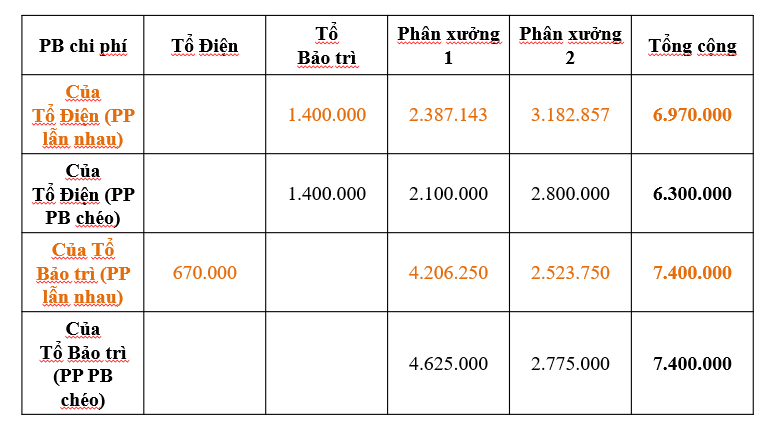 PB chi phí
Tổ Điện
Tổ
Bảo trì
Phân xưởng
1
Phân xưởng
2
Tổng cộng
Của
Tổ Điện (PP
lẫn nhau)
1.400.000
2.387.143
3.182.857
6.970.000
Của
Tổ Điện (PP
PB chéo)
1.400.000
2.100.000
2.800.000
6.300.000
Của Tổ
Bảo trì (PP
lẫn nhau)
670.000
4.206.250
2.523.750
7.400.000
Của
Tổ Bảo trì
(PP PB
chéo)
4.625.000
2.775.000
7.400.000